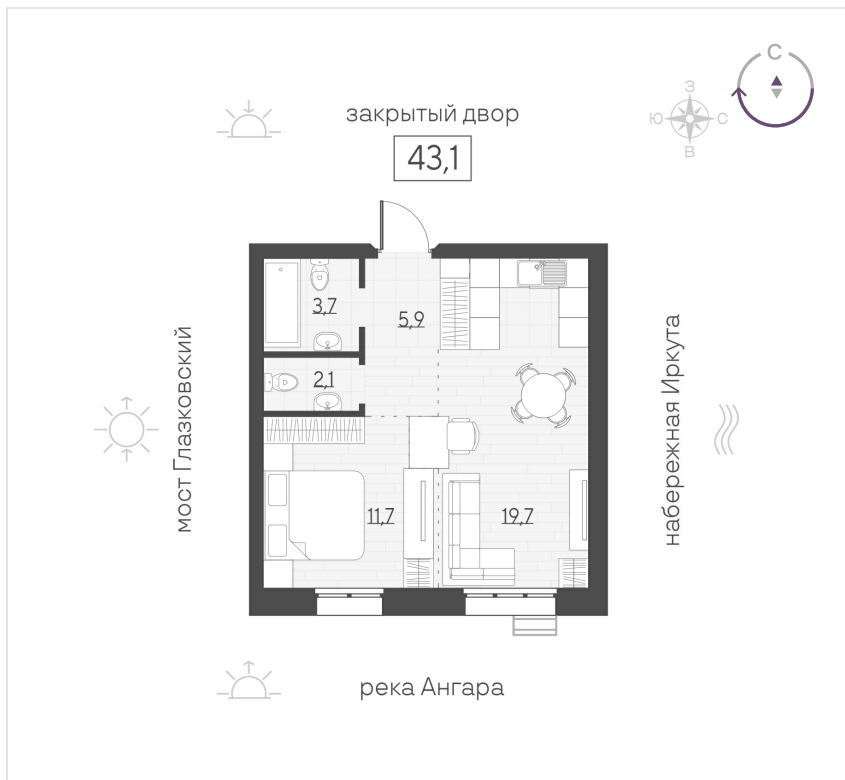 С
закрытый двор
З
Ю
С
В
43,1
3,7
5,9
2,1
мост Глазковский
набережная Иркута
11,7
19,7
река Ангара